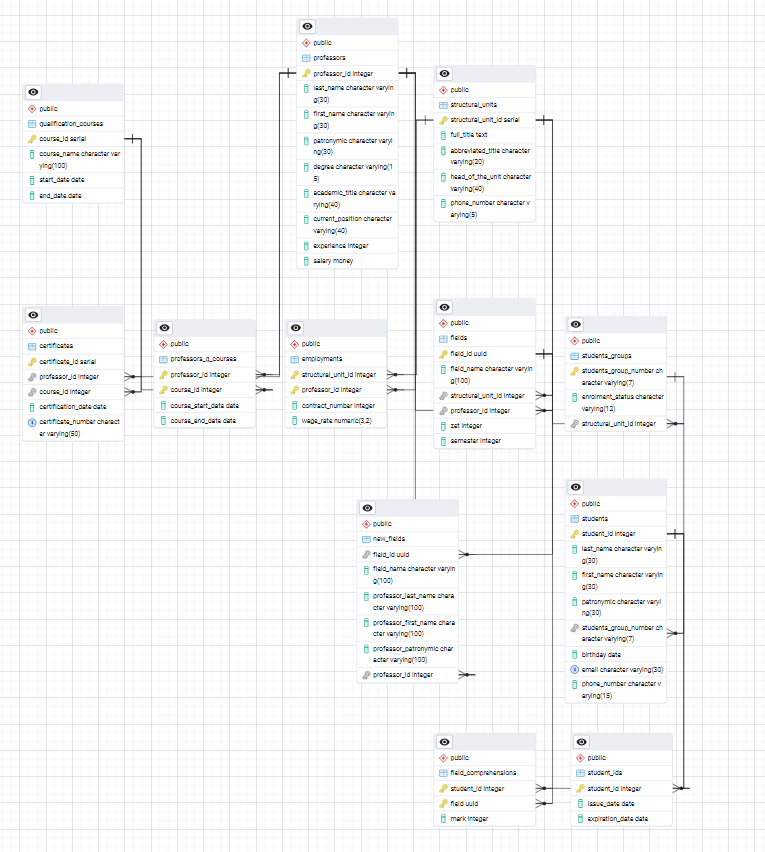 public
professors
professor_id integer
last_name character varyin
g(30)
first_name character varyin
g(30)
patronymic character varyi
ng(30)
degree character varying(1
5)
academic_title character va
rying(40)
current_position character
varying(40)
experience integer
salary money
public
structural_units
structural_unit_id serial
full_title text
abbreviated_title character
varying(20)
head_of_the_unit character
varying(40)
phone_number character v
arying(5)
public
qualification_courses
course_id serial
course_name character var
ying(100)
start_date date
end_date date
public
certificates
certificate_id serial
professor_id integer
course_id integer
certification_date date
certificate_number charact
er varying(50)
public
professors_q_courses
professor_id integer
course_id integer
course_start_date date
course_end_date date
public
employments
structural_unit_id integer
professor_id integer
contract_number integer
wage_rate numeric(3,2)
public
fields
field_id uuid
field_name character varyin
g(100)
structural_unit_id integer
professor_id integer
zet integer
semester integer
public
students_groups
students_group_number ch
aracter varying(7)
enrolment_status character
varying(12)
structural_unit_id integer
public
new_fields
field_id uuid
field_name character varyin
g(100)
professor_last_name chara
cter varying(100)
professor_first_name chara
cter varying(100)
professor_patronymic char
acter varying(100)
professor_id integer
public
students
student_id integer
last_name character varyin
g(30)
first_name character varyin
g(30)
patronymic character varyi
ng(30)
students_group_number ch
aracter varying(7)
birthday date
email character varying(30)
phone_number character v
arying(15)
public
field_comprehensions
student_id integer
field uuid
mark integer
public
student_ids
student_id integer
issue_date date
expiration_date date